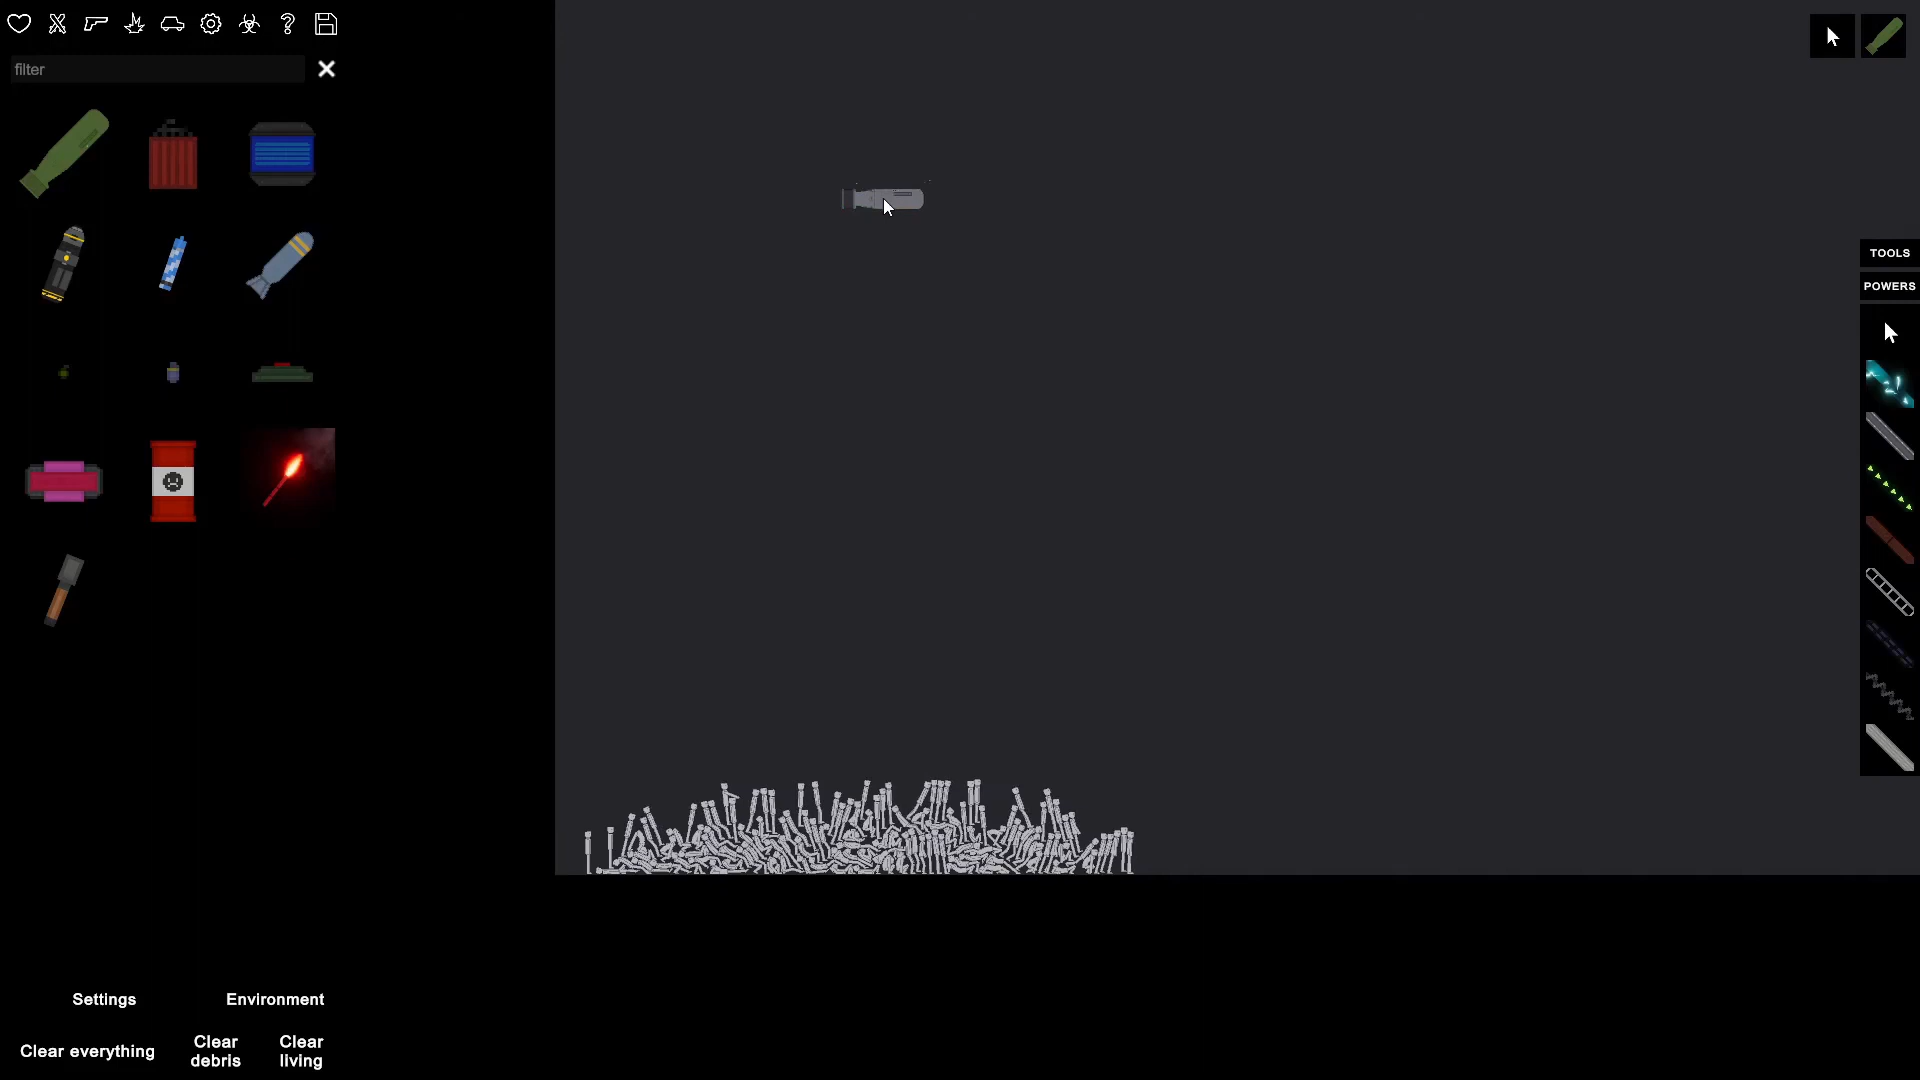 filter
TOOLS
POWERS
Settings
Environment
Clear everything
Clear
debris
Clear
living